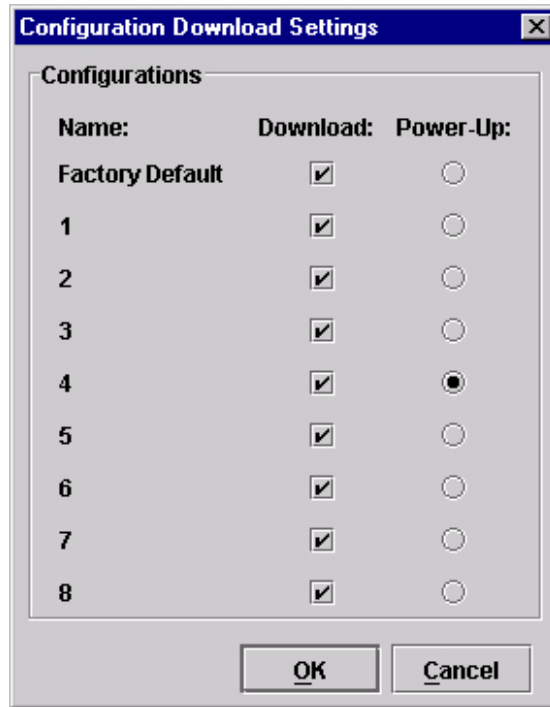 Configuration Download Settings
Configurations
Name: Download: Power-Up:
Factory Default
1
2
3
4
5
6
7
8
OK Cancel